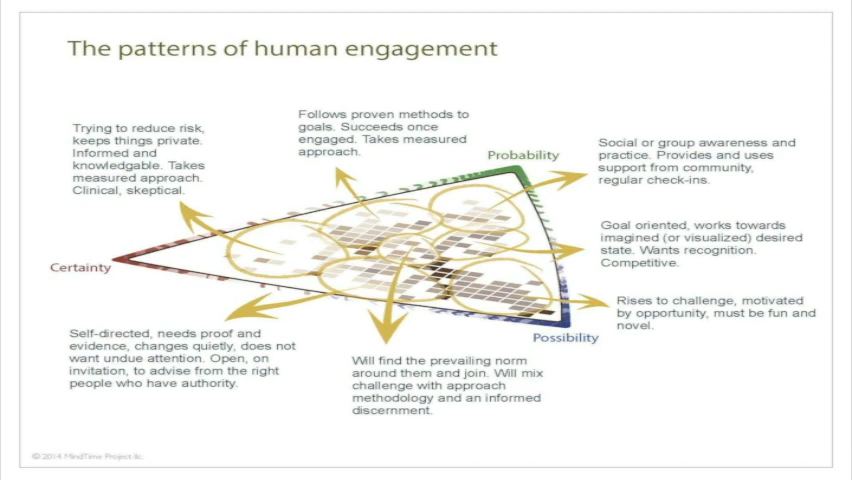 The patterns of human engagement
Trying to reduce risk,
keeps things private.
Informed and
knowledgable. Takes
measured approach.
Clinical, skeptical.
Follows proven methods to
goals. Succeeds once
engaged. Takes measured
approach.
Probability
Social or group awareness and
practice. Provides and uses
support from community,
regular check-ins.
Goal oriented, works towards
imagined (or visualized) desired
state. Wants recognition.
Competitive.
Certainty
Rises to challenge, motivated
by opportunity, must be fun and
novel.
Possibility
Self-directed, needs proof and
evidence, changes quietly, does not
want undue attention. Open, on
invitation, to advise from the right
people who have authority.
Will find the prevailing norm
around them and join. Will mix
challenge with approach
methodology and an informed
discernment.
© 2014 MindTime Project llc.